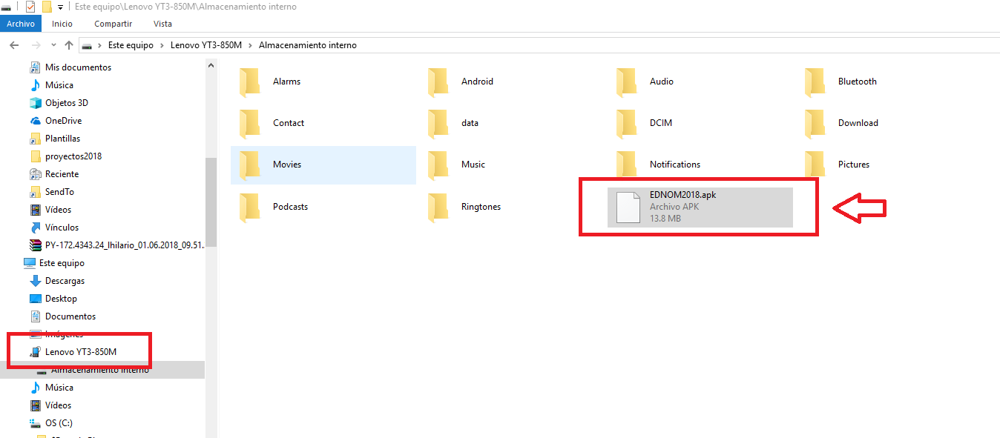 Este equipo\Lenovo YT3-850M\Almacenamiento interno
Archivo Inicio Compartir Vista
Este equipo > Lenovo YT3-850M > Almacenamiento interno
Mis documentos
Música
Objetos 3D
OneDrive
Plantillas
proyectos2018
Reciente
SendTo
Vídeos
Vínculos
PY-172.4343.24_lhilario_01.06.2018_09.51.
Este equipo
Descargas
Desktop
Documentos
Imágenes
Lenovo YT3-850M
Almacenamiento interno
Música
Vídeos
OS (C:)
Alarms Android Audio Bluetooth
Contact data DCIM Download
Movies Music Notifications Pictures
Podcasts Ringtones
EDNOM2018.apk
Archivo APK
13.8 MB